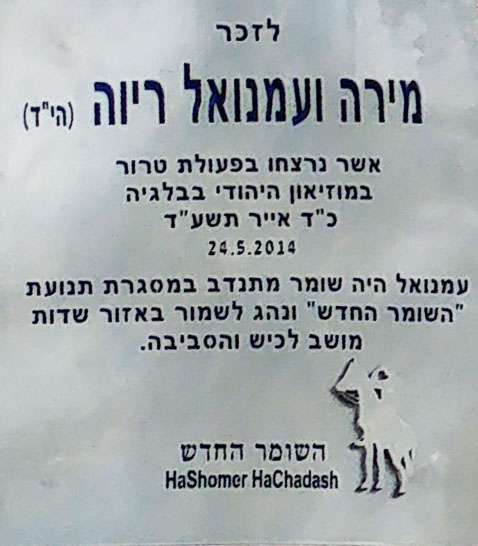 לזכר
מירה ועמנואל ריווה (הי"ד)
אשר נרצחו בפעולת טרור
במוזיאון היהודי בבלגיה
כ"ד אייר תשע"ד
24.5.2014
עמנואל היה שומר מתנדב במסגרת תנועת
"השומר החדש" ונהג לשמור באזור שדות
מושב לכיש והסביבה.
השומר החדש
HaShomer HaChadash